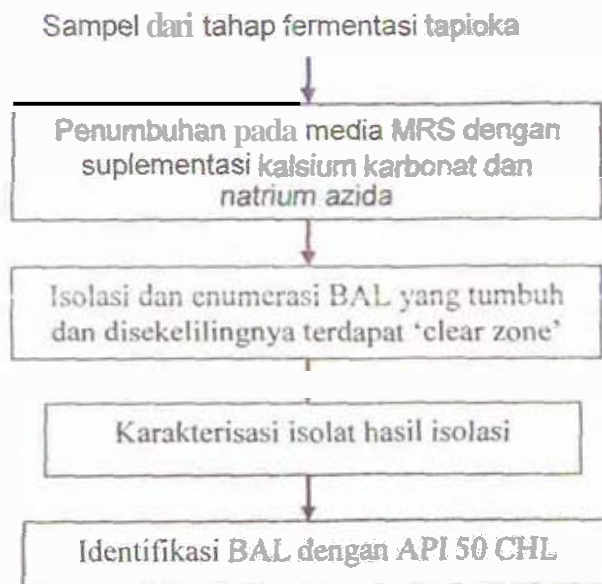 Sampel dari tahap fermentasi tapioka
Penumbuhan pada media MRS dengan
suplementasi kalsium karbonat dan
natrium azida
Isolasi dan enumerasi BAL yang tumbuh
dan disekelilingnya terdapat ‘clear zone’
Karakterisasi isolat hasil isolasi
Identifikasi BAL dengan API 50 CHL